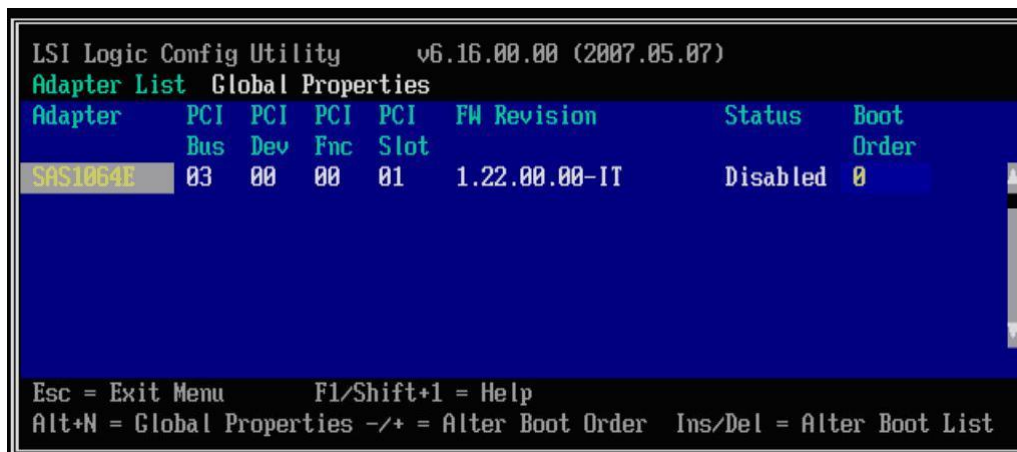 LSI Logic Config Utility v6.16.00.00 (2007.05.07)
Adapter List Global Properties
Adapter PCI PCI PCI PCI FW Revision Status Boot
Bus Dev Fnc Slot Order
SAS1064E 03 00 00 01 1.22.00.00-IT Disabled 0
Esc = Exit Menu F1/Shift+1 = Help
Alt+N = Global Properties -/+ = Alter Boot Order Ins/Del = Alter Boot List